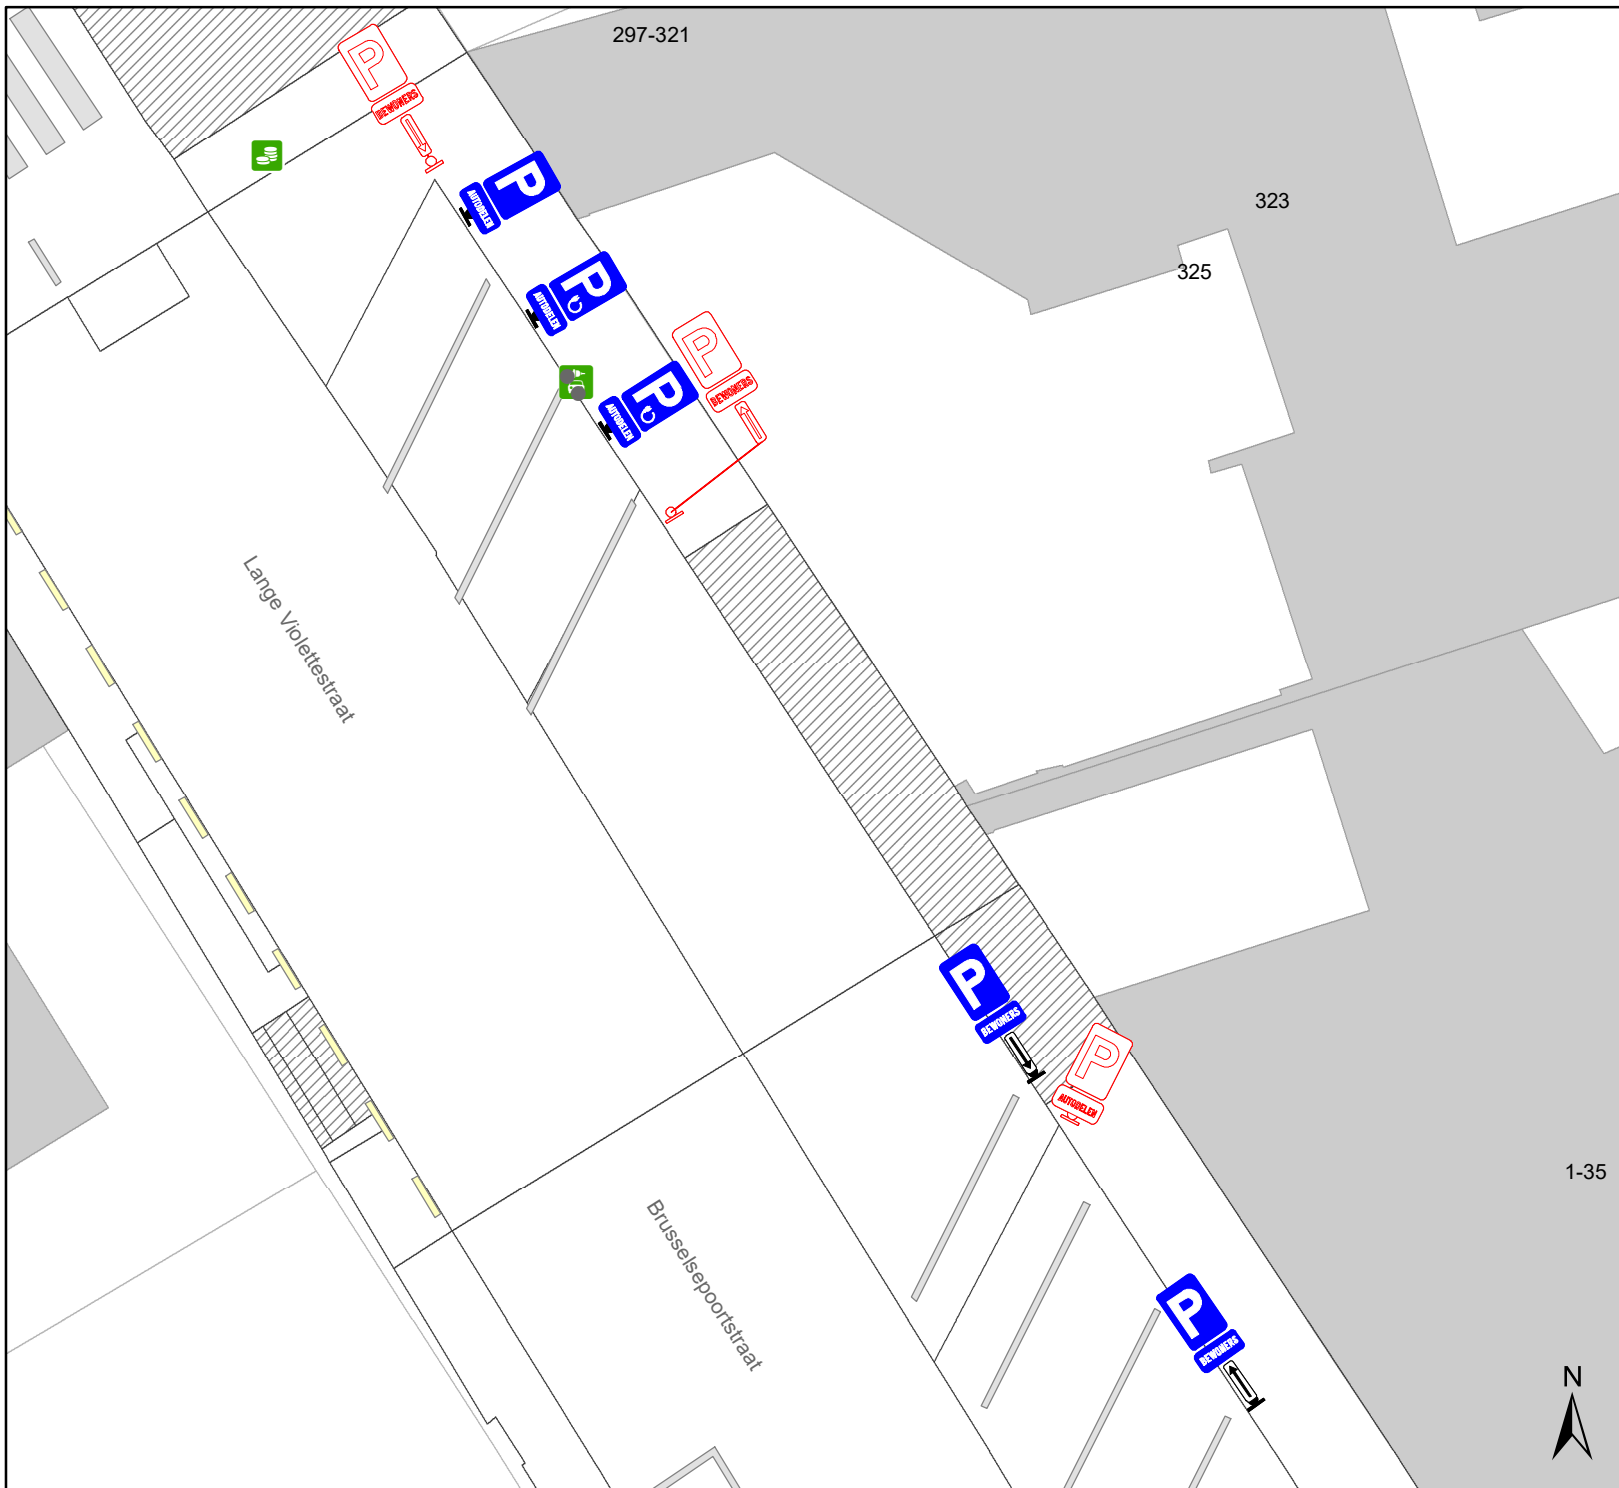 297-321
P
BEWONERS
P
AUTODELEN
323
P
AUTODELEN
325
P
BEWONERS
P
AUTODELEN
Lange Violettestraat
P
BEWONERS
P
AUTODELEN
1-35
Brusselsepoortstraat
P
BEWONERS
N